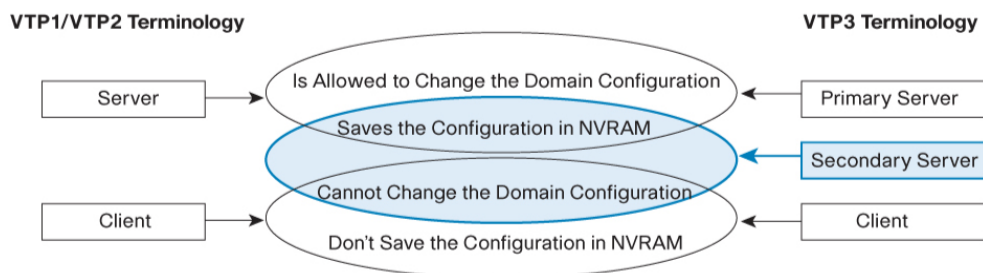 VTP1/VTP2 Terminology
VTP3 Terminology
Is Allowed to Change the Domain Configuration
Server
Primary Server
Saves the Configuration in NVRAM
Secondary Server
Cannot Change the Domain Configuration
Client
Client
Don't Save the Configuration in NVRAM